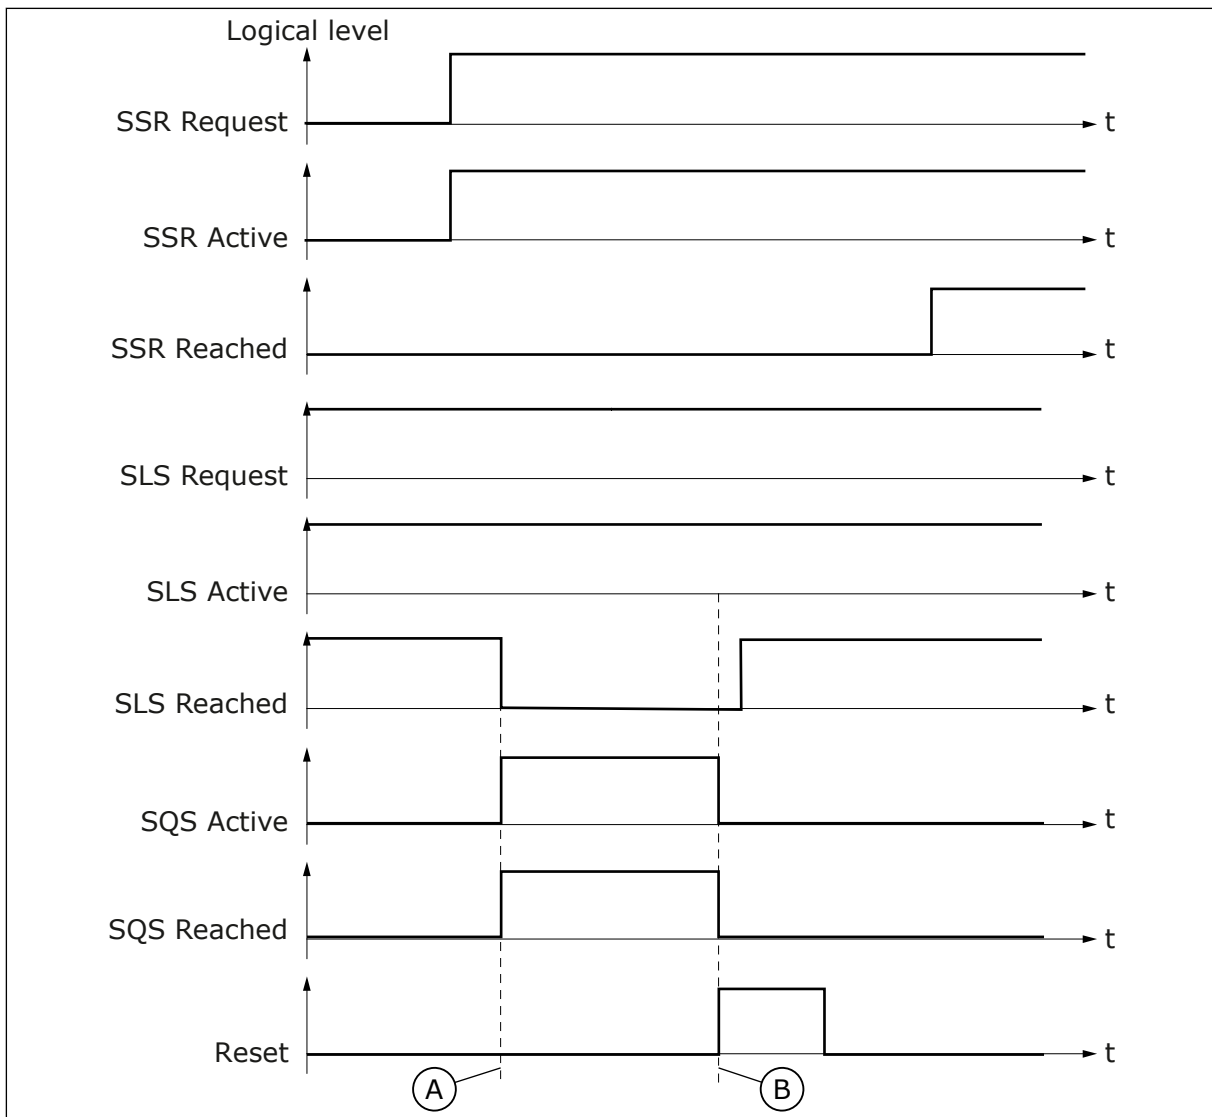 Logical level
SSR Request t
SSR Active t
SSR Reached t
SLS Request t
SLS Active t
SLS Reached t
SQS Active t
SQS Reached t
Reset t
A B